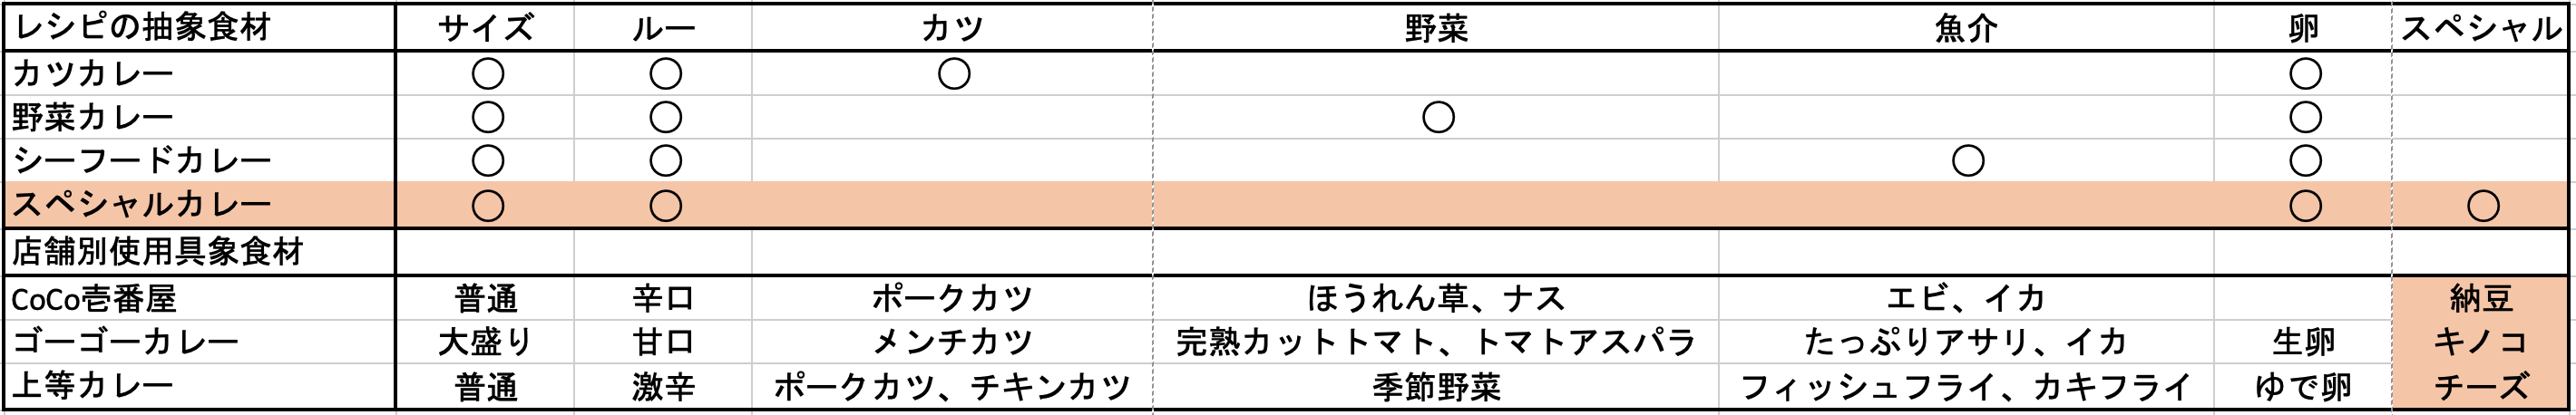 レシピの抽象食材 サイズ ルー カツ 野菜 魚介 卵 スペシャル
カツカレー ○ ○ ○ ○
野菜カレー ○ ○ ○ ○
シーフードカレー ○ ○ ○ ○
スペシャルカレー ○ ○ ○ ○
店舗別使用具象食材
CoCo壱番屋 普通 辛口 ポークカツ ほうれん草、ナス エビ、イカ 納豆
ゴーゴーカレー 大盛り 甘口 メンチカツ 完熟カットトマト、トマトアスパラ たっぷりアサリ、イカ 生卵 キノコ
上等カレー 普通 激辛 ポークカツ、チキンカツ 季節野菜 フィッシュフライ、カキフライ ゆで卵 チーズ